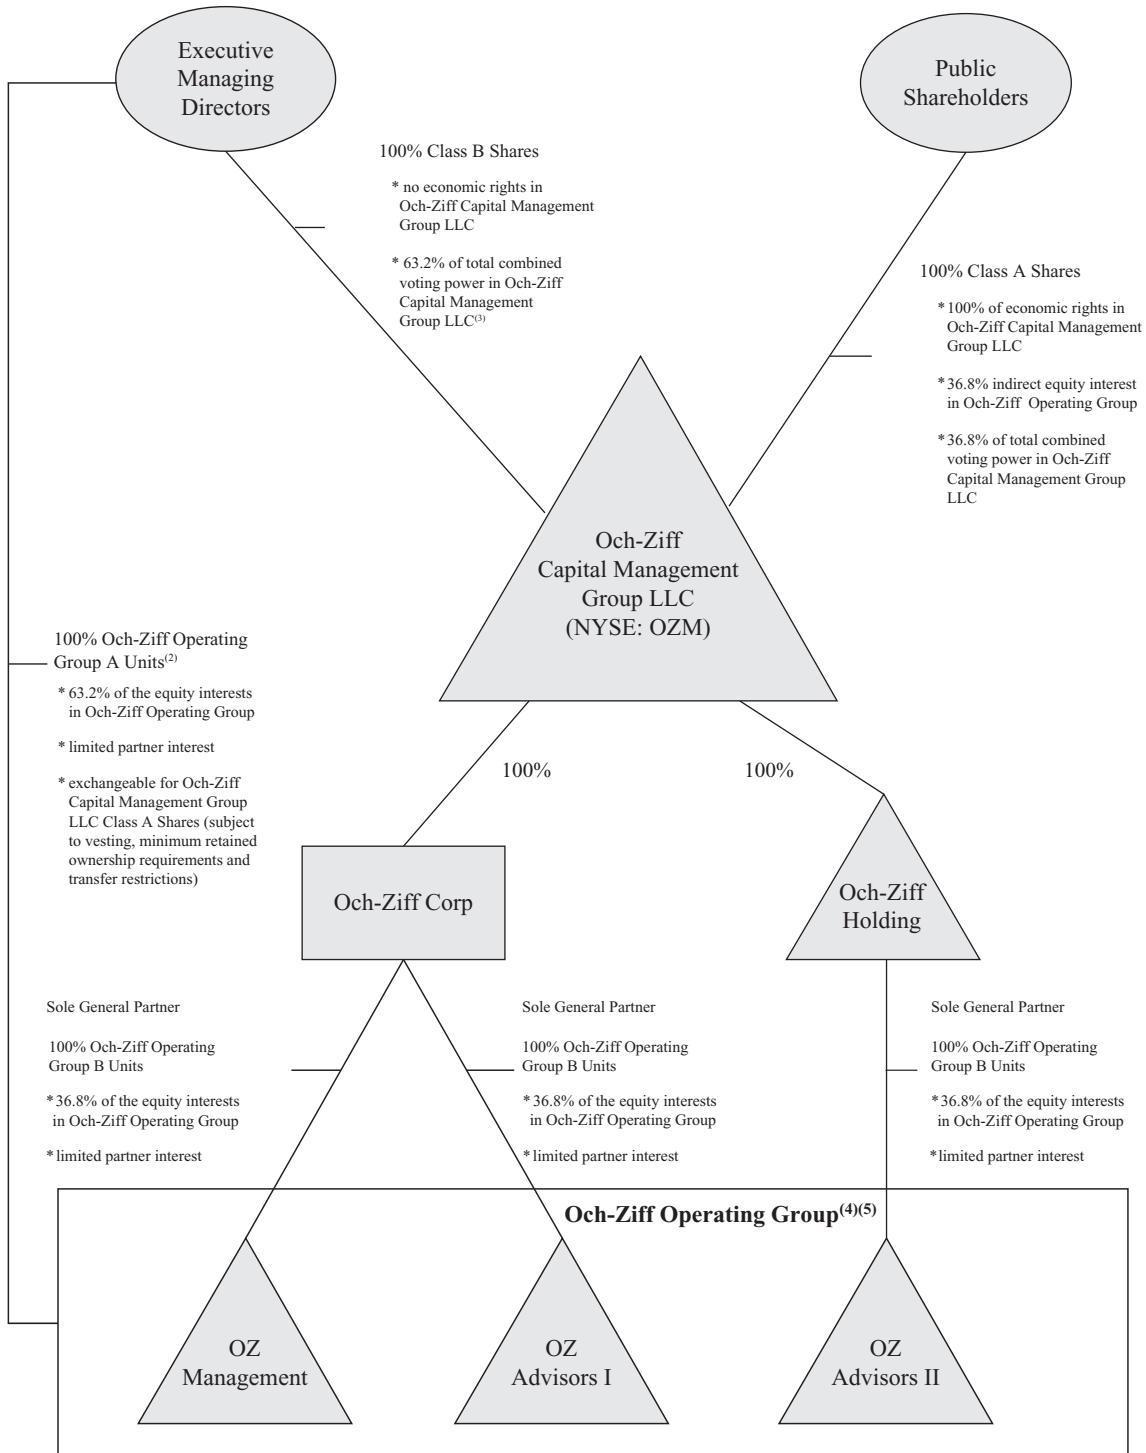 Executive
Managing
Directors
Public
Shareholders
100% Class B Shares
* no economic rights in
Och-Ziff Capital Management
Group LLC
* 63.2% of total combined
voting power in Och-Ziff
Capital Management
Group LLC(3)
100% Class A Shares
* 100% of economic rights in
Och-Ziff Capital Management
Group LLC
* 36.8% indirect equity interest
in Och-Ziff Operating Group
* 36.8% of total combined
voting power in Och-Ziff
Capital Management Group
LLC
Och-Ziff
Capital Management
Group LLC
(NYSE: OZM)
100% Och-Ziff Operating
Group A Units(2)
* 63.2% of the equity interests
in Och-Ziff Operating Group
* limited partner interest
* exchangeable for Och-Ziff
Capital Management Group
LLC Class A Shares (subject
to vesting, minimum retained
ownership requirements and
transfer restrictions)
100%
100%
Och-Ziff Corp
Och-Ziff
Holding
Sole General Partner
100% Och-Ziff Operating
Group B Units
* 36.8% of the equity interests
in Och-Ziff Operating Group
* limited partner interest
Sole General Partner
100% Och-Ziff Operating
Group B Units
* 36.8% of the equity interests
in Och-Ziff Operating Group
* limited partner interest
Sole General Partner
100% Och-Ziff Operating
Group B Units
* 36.8% of the equity interests
in Och-Ziff Operating Group
* limited partner interest
Och-Ziff Operating Group(4)(5)
OZ
Management
OZ
Advisors I
OZ
Advisors II